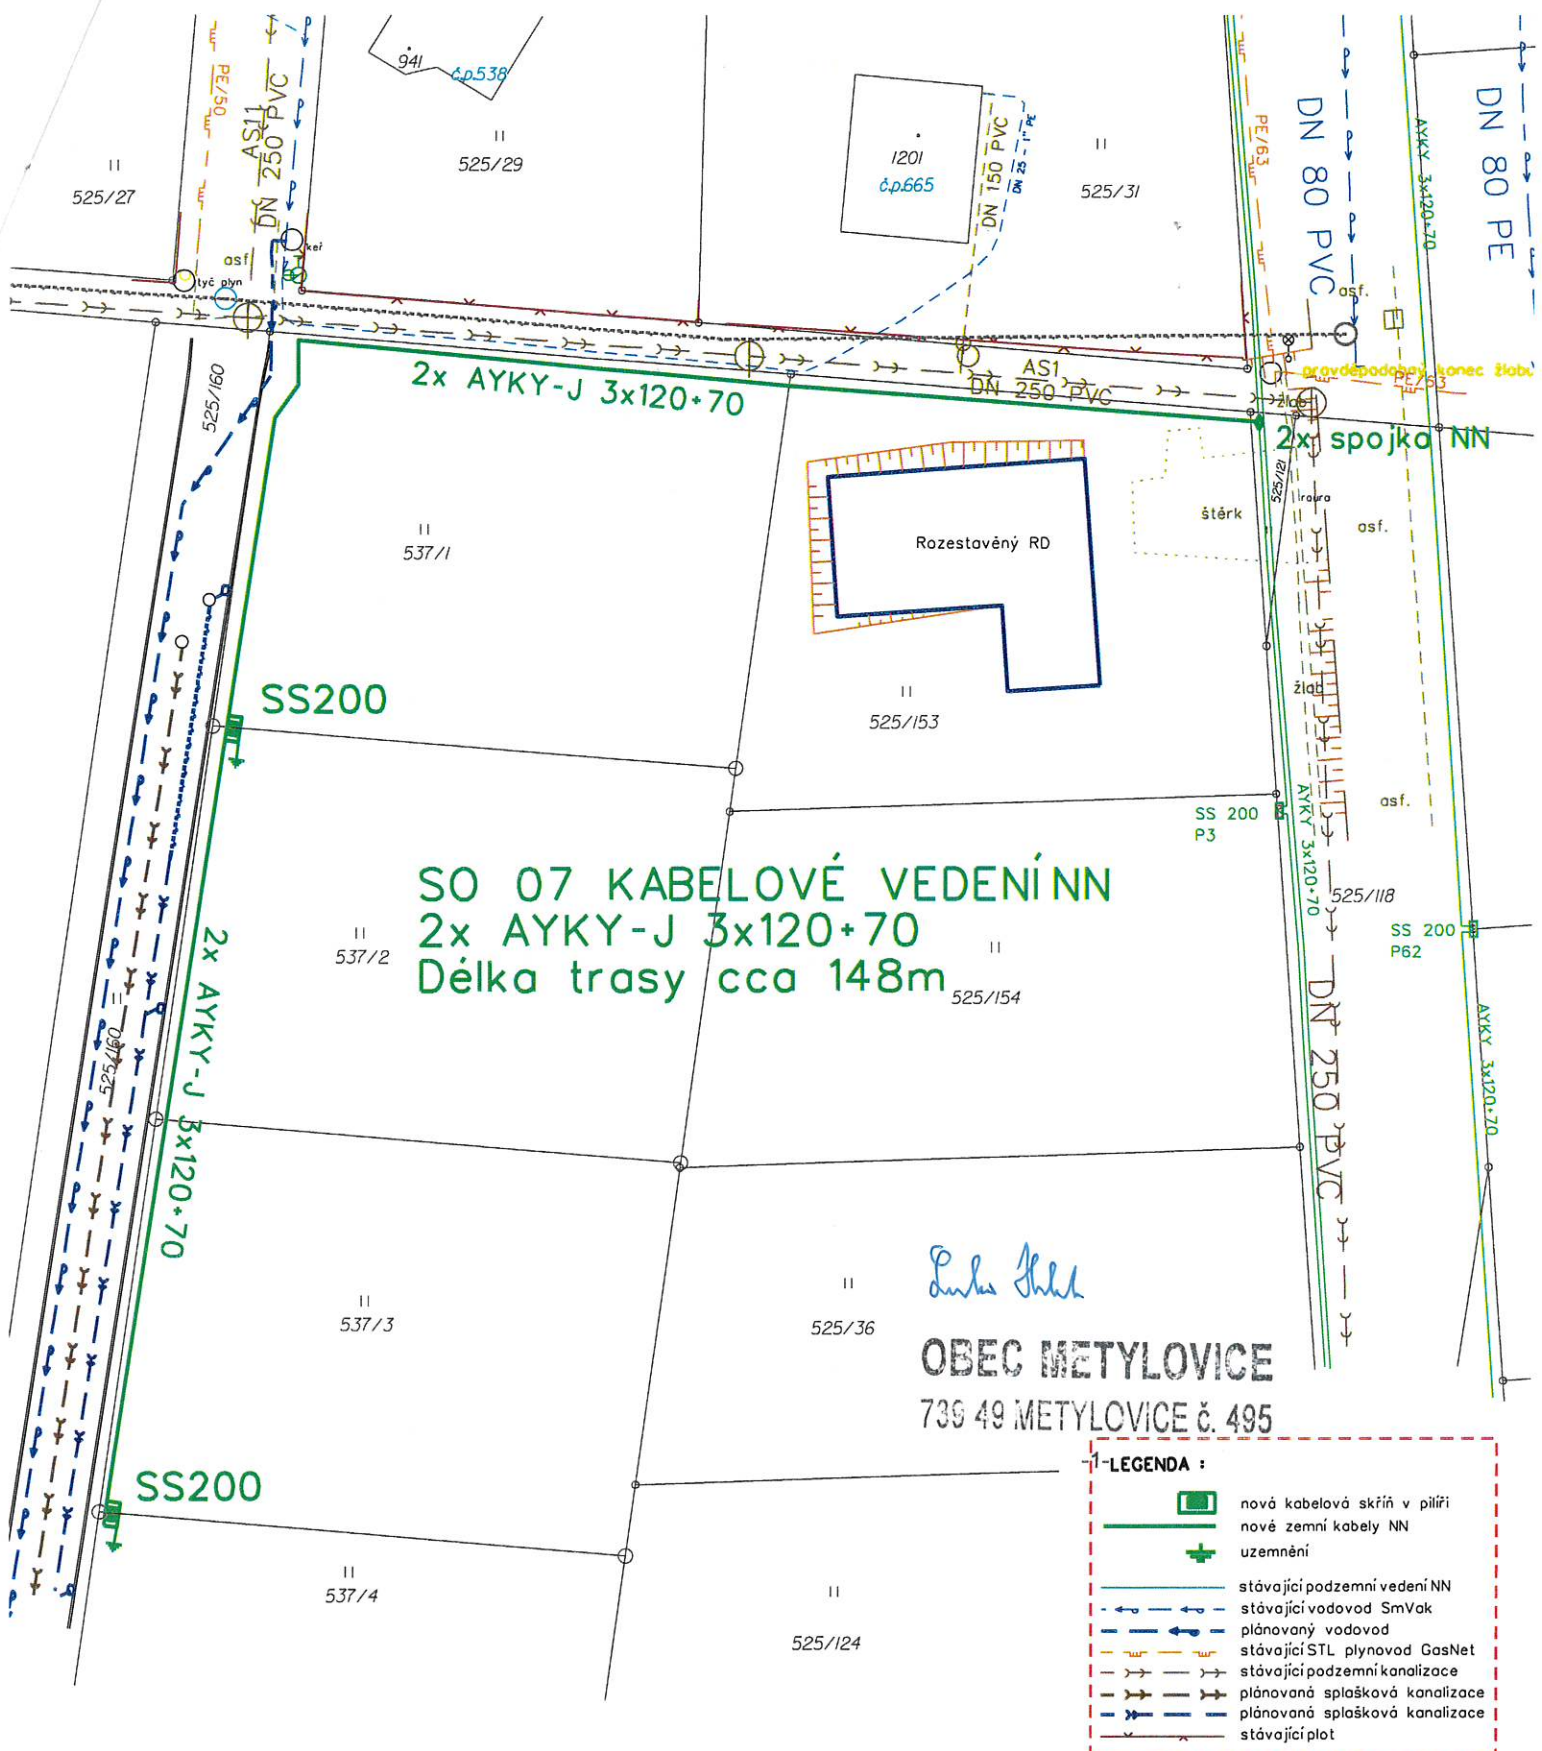 941
č.p.538
PE/50
AS11
DN 250 PVC
525/27
525/29
1201
č.p.665
DN 150 PVC
DN 25 - 1" PE
525/31
PE/63
DN 80 PVC
AYKY 3x120+70
DN 80 PE
keř
asf.
tyč plyn
asf.
pravděpodobný konec žlabu
PE/63
AS1
DN 250 PVC
žlab
2x AYKY-J 3x120+70
2x spojka NN
525/160
525/121
roura
štěrk
asf.
537/1
Rozestavěný RD
SS200
525/153
žlab
asf.
SS 200
P3
AYKY 3x120+70
525/118
SO 07 KABELOVÉ VEDENÍ NN
2x AYKY-J 3x120+70
Délka trasy cca 148m
537/2
525/154
SS 200
P62
2x AYKY-J 3x120+70
525/160
DN 250 PVC
AYKY 3x120+70
537/3
525/36
OBEC METYLOVICE
739 49 METYLOVICE č. 495
-1-
SS200
537/4
525/124
LEGENDA :
nová kabelová skříň v pilíři
nové zemní kabely NN
uzemnění
stávající podzemní vedení NN
stávající vodovod SmVak
plánovaný vodovod
stávající STL plynovod GasNet
stávající podzemní kanalizace
plánovaná splašková kanalizace
plánovaná splašková kanalizace
stávající plot